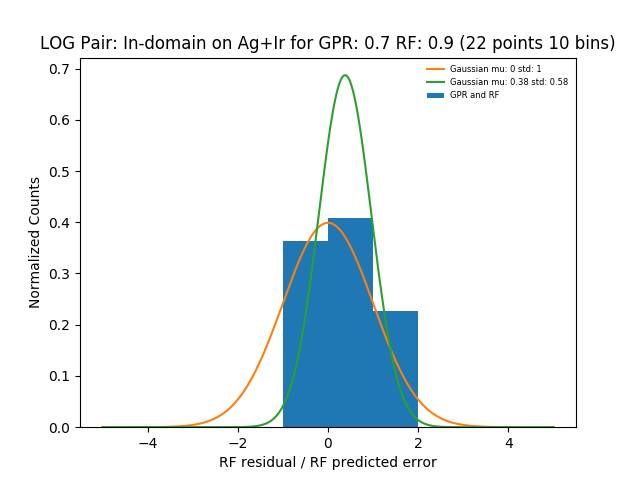 LOG Pair: In-domain on Ag+Ir for GPR: 0.7 RF: 0.9 (22 points 10 bins)
Gaussian mu: 0 std: 1
Gaussian mu: 0.38 std: 0.58
GPR and RF
Normalized Counts
0.7
0.6
0.5
0.4
0.3
0.2
0.1
0.0
−4
−2
0
2
4
RF residual / RF predicted error